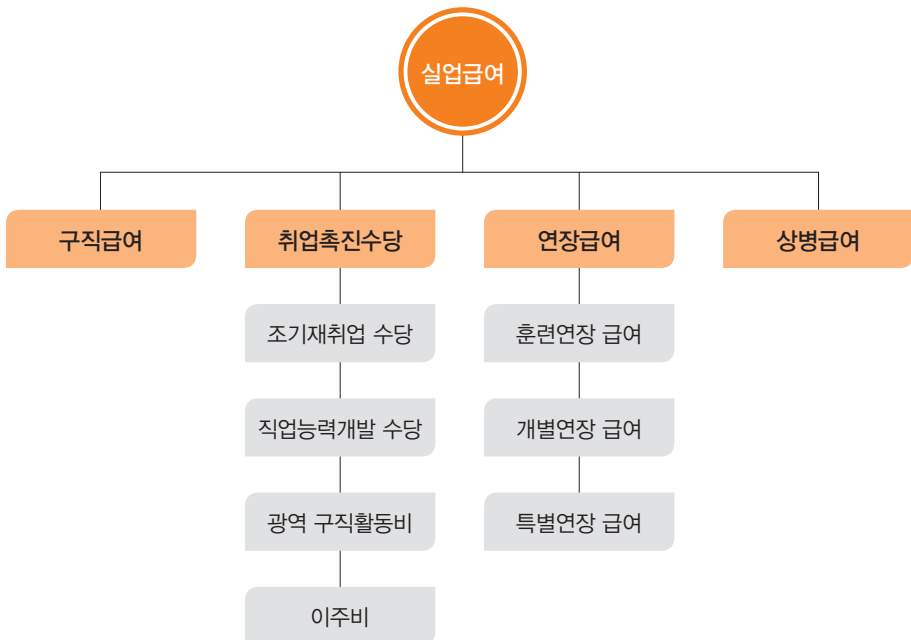 실업급여
구직급여
취업촉진수당
연장급여
상병급여
조기재취업 수당
훈련연장 급여
직업능력개발 수당
개별연장 급여
광역 구직활동비
특별연장 급여
이주비